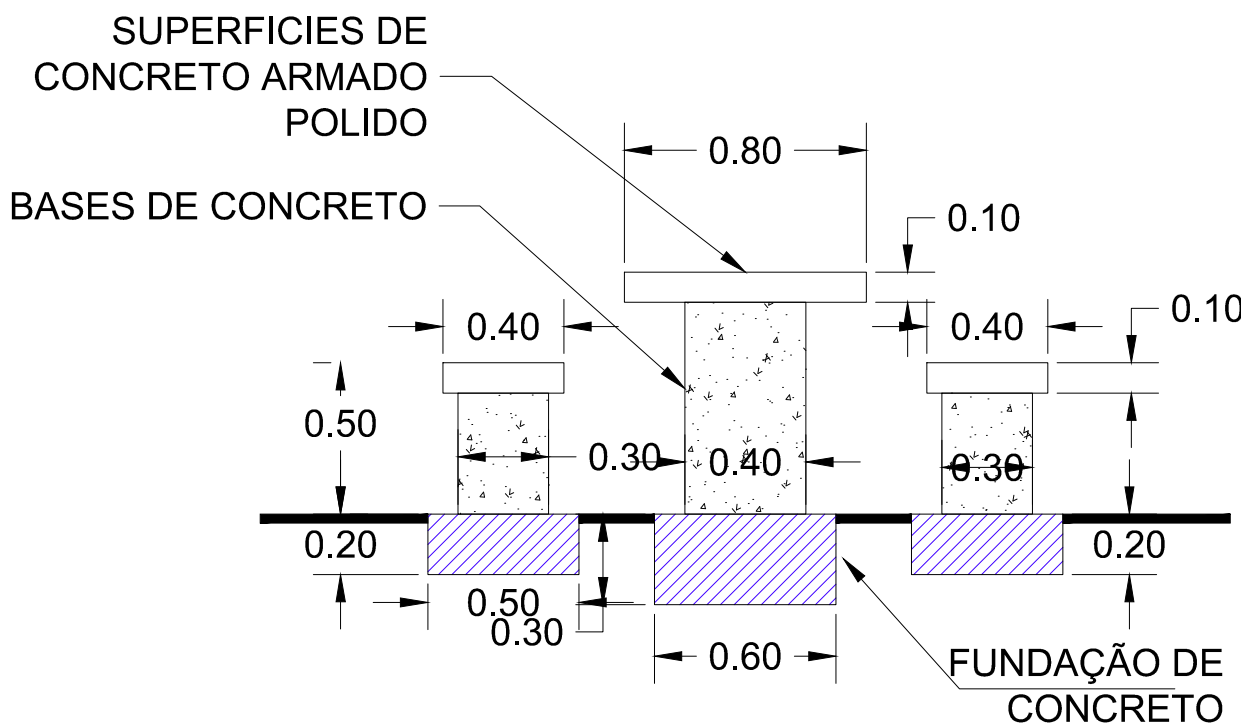 SUPERFICIES DE
CONCRETO ARMADO
POLIDO
0.80
BASES DE CONCRETO
0.10
0.40
0.40
0.10
0.50
0.30
0.40
0.30
0.20
0.20
0.50
0.30
0.60
FUNDAÇÃO DE
CONCRETO